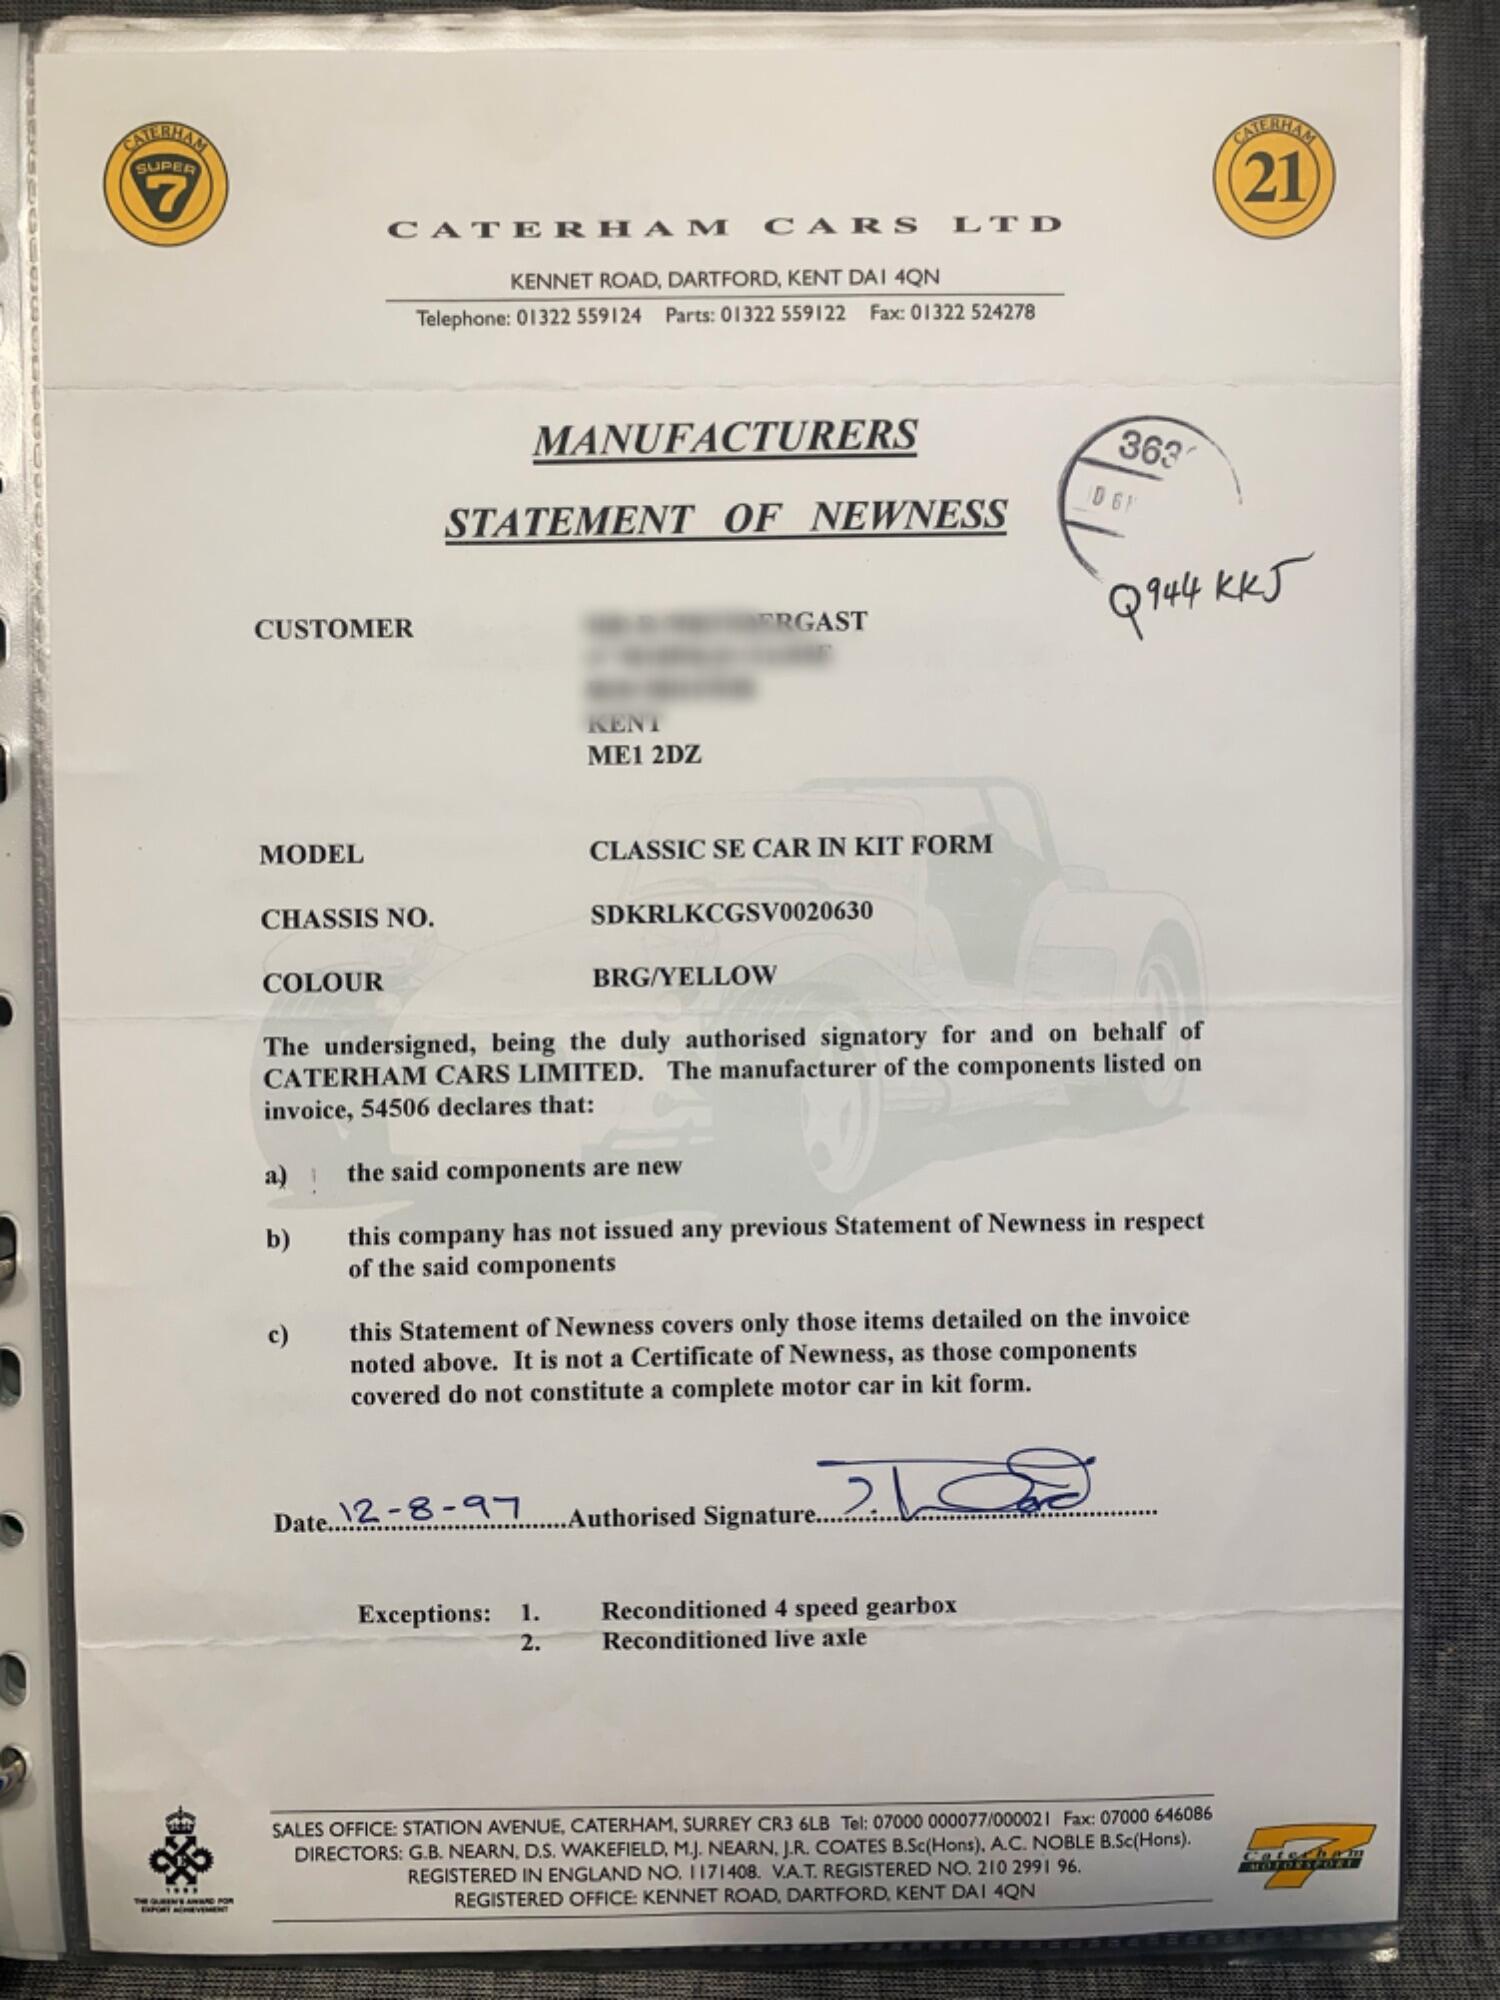 CATERHAM
SUPER
7
CATERHAM
21
CATERHAM CARS LTD
KENNET ROAD, DARTFORD, KENT DA1 4QN
Telephone: 01322 559124 Parts: 01322 559122 Fax: 01322 524278
MANUFACTURERS
STATEMENT OF NEWNESS
363
Q944 KKJ
CUSTOMER
KENT
ME1 2DZ
MODEL CLASSIC SE CAR IN KIT FORM
CHASSIS NO. SDKRLKCGSV0020630
COLOUR BRG/YELLOW
The undersigned, being the duly authorised signatory for and on behalf of
CATERHAM CARS LIMITED. The manufacturer of the components listed on
invoice, 54506 declares that:
a) the said components are new
b) this company has not issued any previous Statement of Newness in respect
of the said components
c) this Statement of Newness covers only those items detailed on the invoice
noted above. It is not a Certificate of Newness, as those components
covered do not constitute a complete motor car in kit form.
Date 12-8-97 Authorised Signature
Exceptions: 1. Reconditioned 4 speed gearbox
2. Reconditioned live axle
1993
THE QUEEN'S AWARD FOR
EXPORT ACHIEVEMENT
SALES OFFICE: STATION AVENUE, CATERHAM, SURREY CR3 6LB Tel: 07000 000077/000021 Fax: 07000 646086
DIRECTORS: G.B. NEARN, D.S. WAKEFIELD, M.J. NEARN, J.R. COATES B.Sc(Hons), A.C. NOBLE B.Sc(Hons).
REGISTERED IN ENGLAND NO. 1171408. V.A.T. REGISTERED NO. 210 2991 96.
REGISTERED OFFICE: KENNET ROAD, DARTFORD, KENT DA1 4QN
7
Caterham
MOTORSPORT